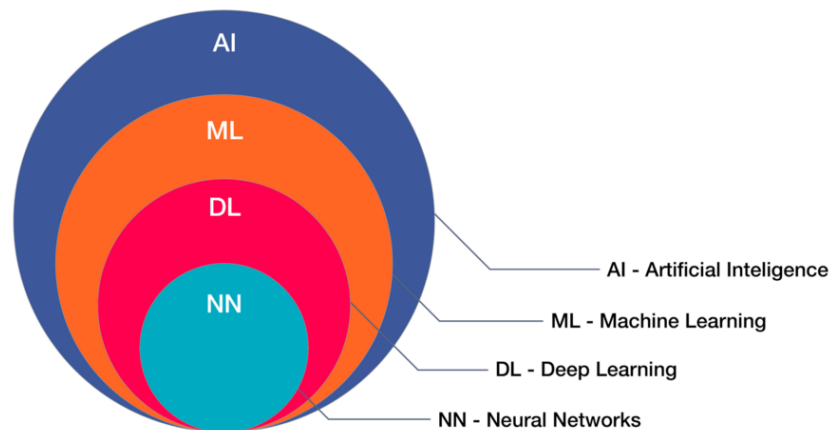 AI
ML
DL
NN
AI - Artificial Inteligence
ML - Machine Learning
DL - Deep Learning
NN - Neural Networks